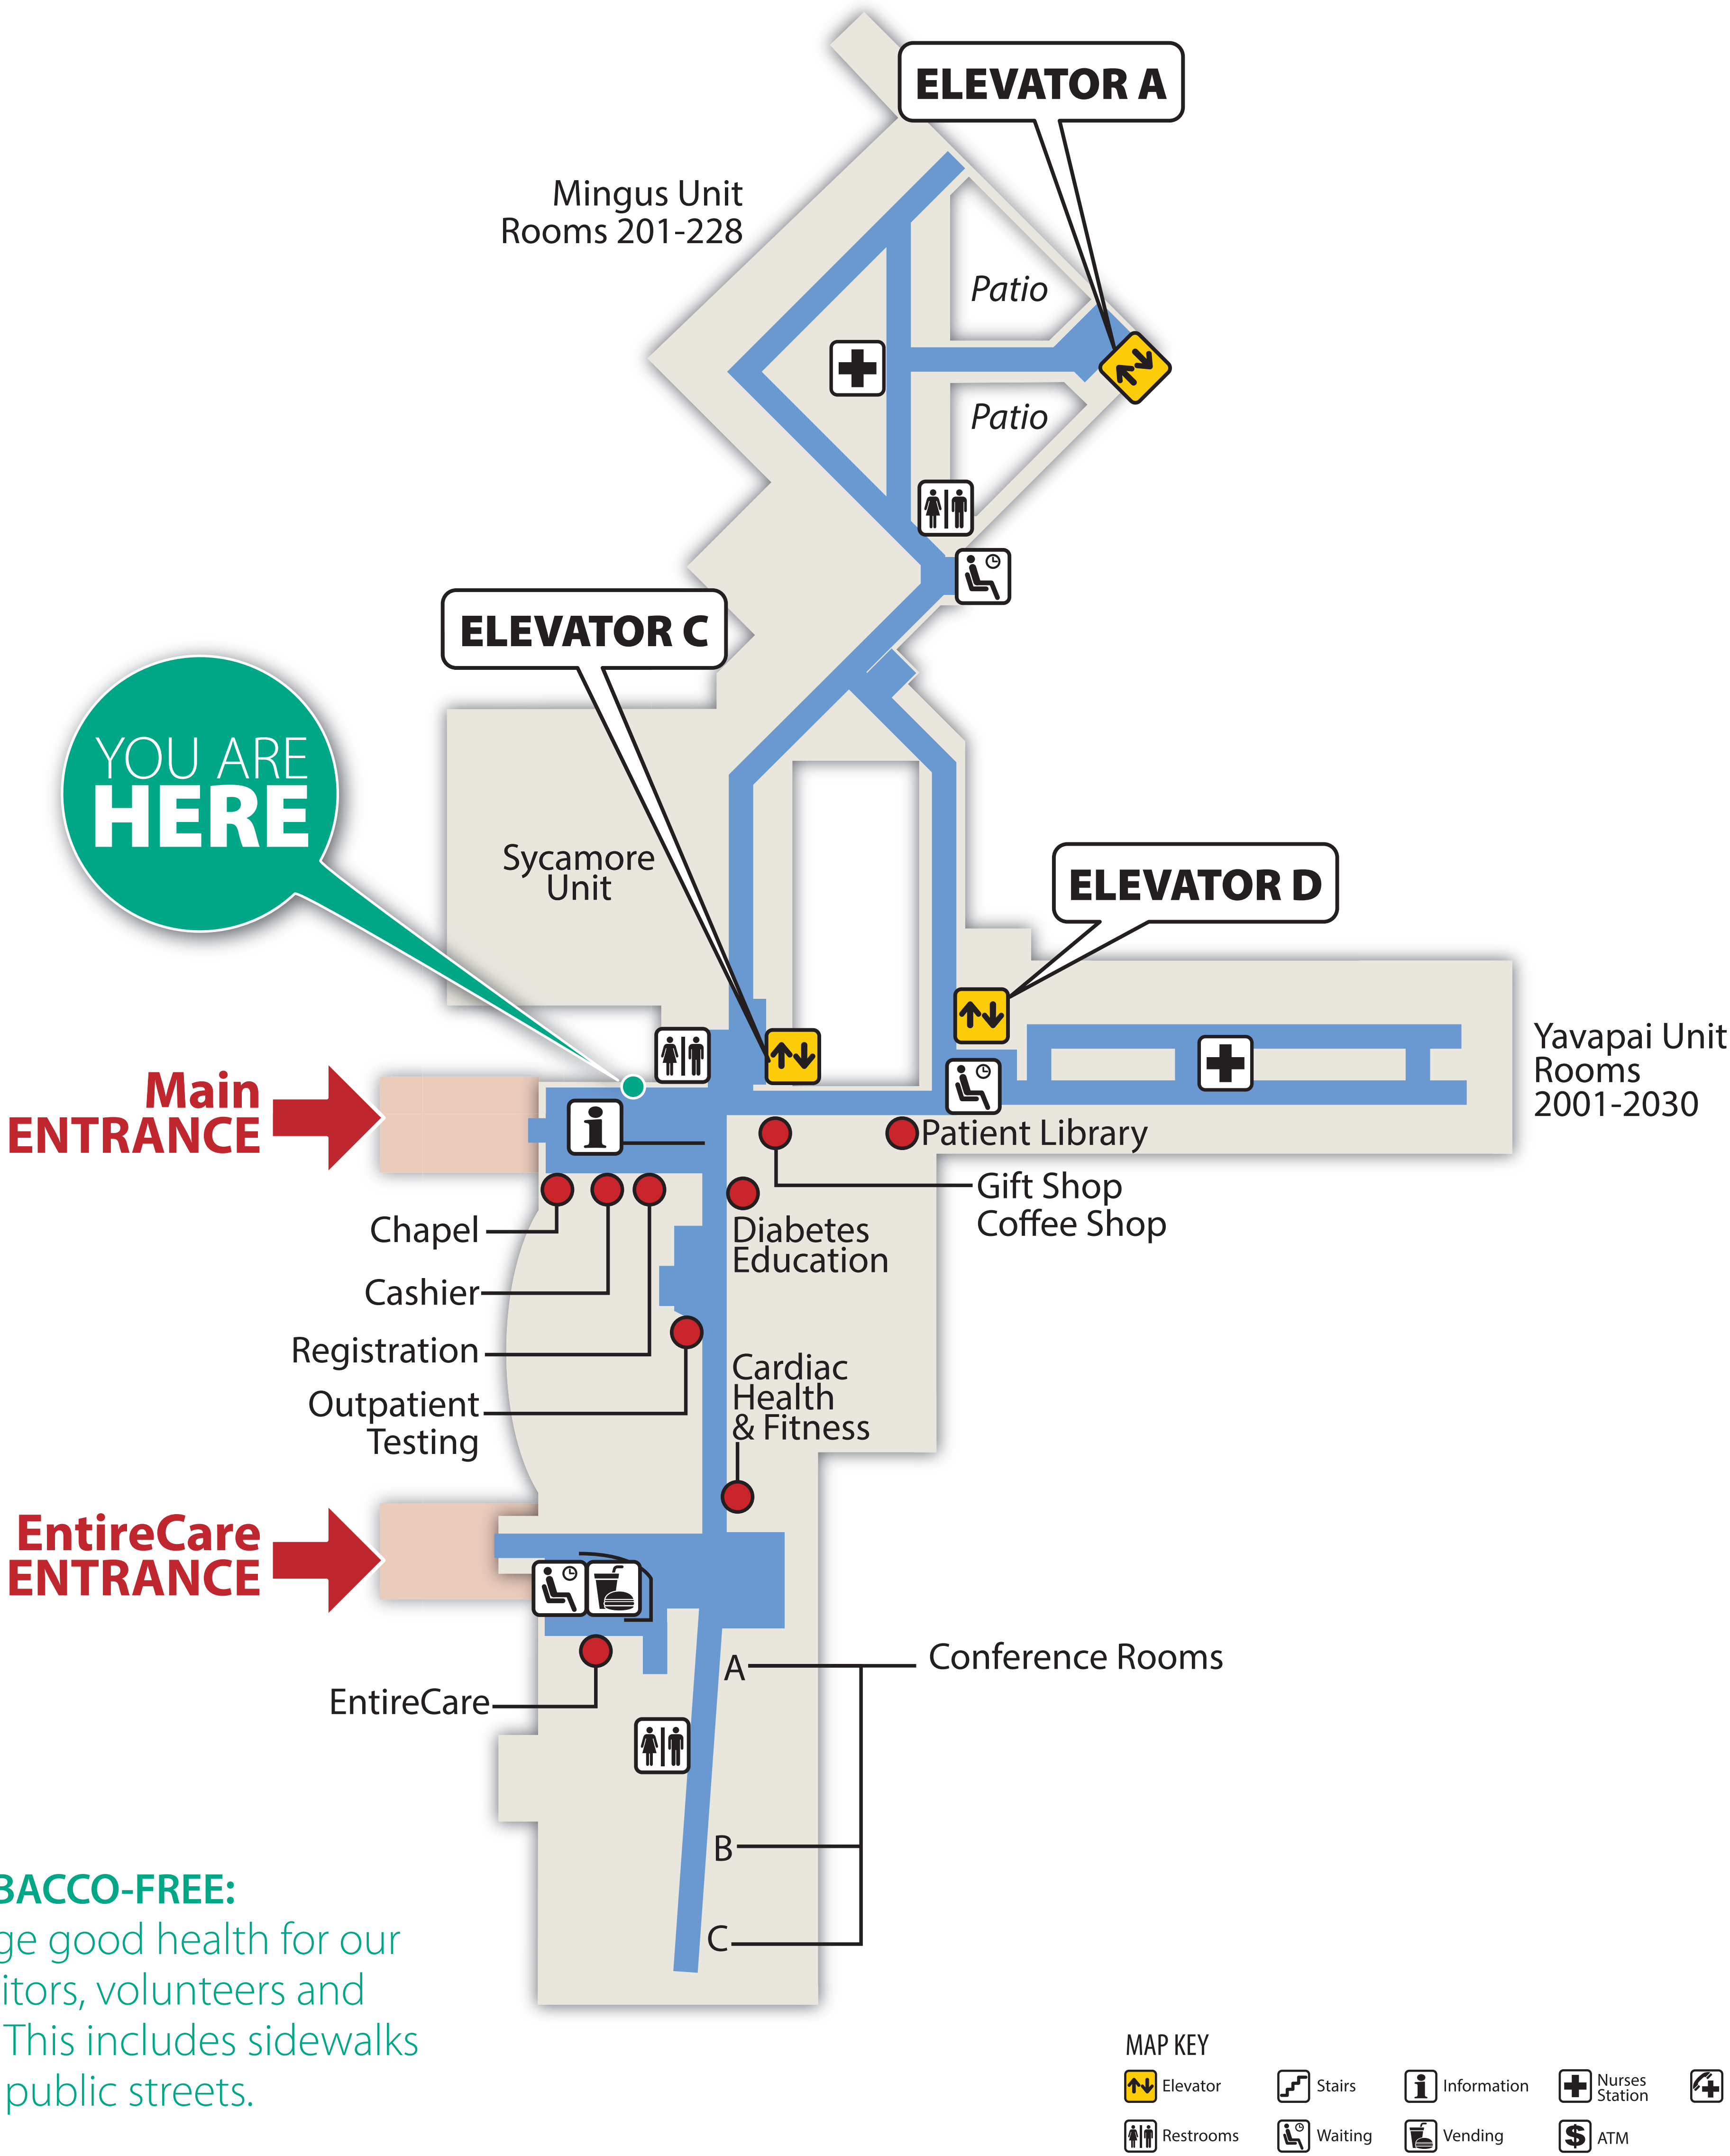 ELEVATOR A
Mingus Unit
Rooms 201-228
Patio
Patio
ELEVATOR C
YOU ARE
HERE
Sycamore
Unit
ELEVATOR D
Yavapai Unit
Rooms
2001-2030
Main
ENTRANCE
Patient Library
Gift Shop
Coffee Shop
Chapel
Diabetes
Education
Cashier
Registration
Cardiac
Health
& Fitness
Outpatient
Testing
EntireCare
ENTRANCE
A
Conference Rooms
EntireCare
B
C
BACCO-FREE:
ge good health for our
itors, volunteers and
This includes sidewalks
public streets.
MAP KEY
Elevator
Stairs
Information
Nurses
Station
Restrooms
Waiting
Vending
$ ATM